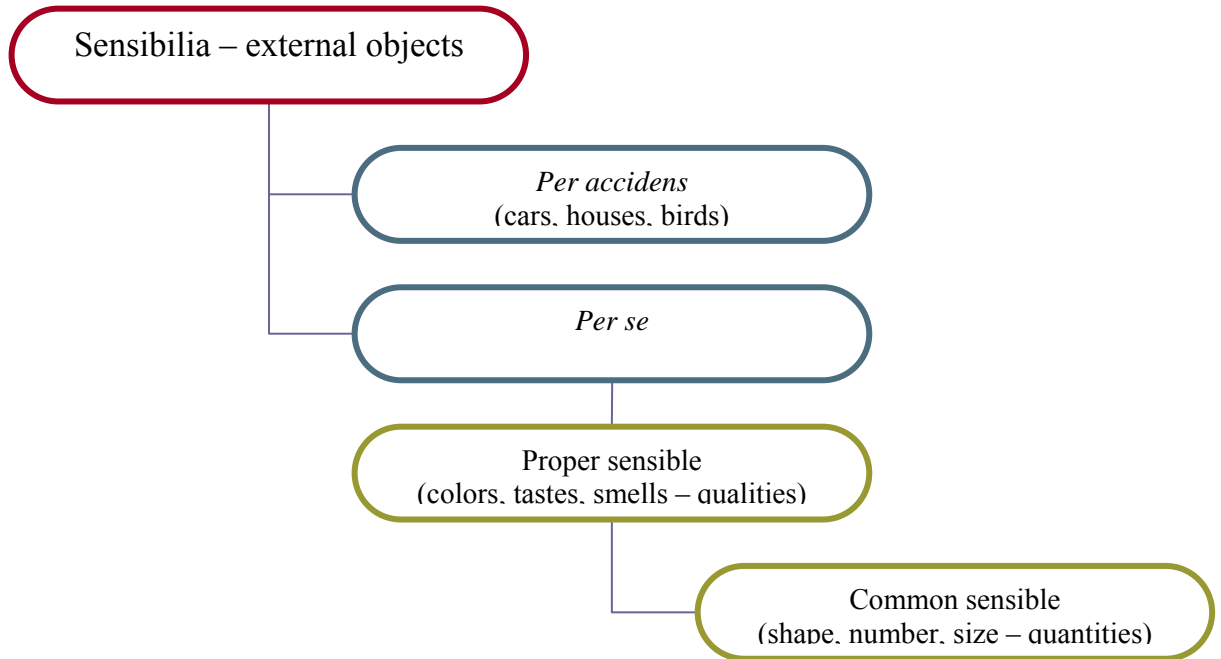 Sensibilia – external objects
Per accidens
(cars, houses, birds)
Per se
Proper sensible
(colors, tastes, smells – qualities)
Common sensible
(shape, number, size – quantities)